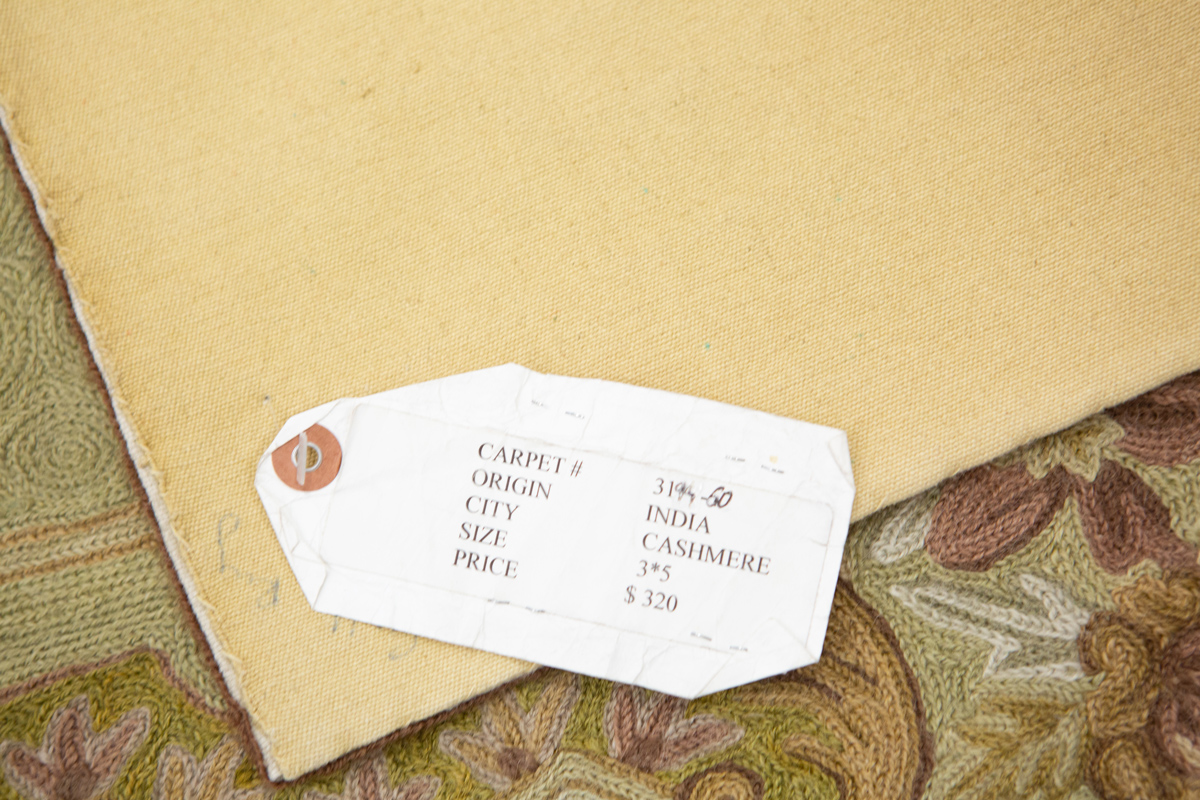 CARPET #
ORIGIN INDIA
CITY CASHMERE
SIZE 3*5
PRICE $ 320